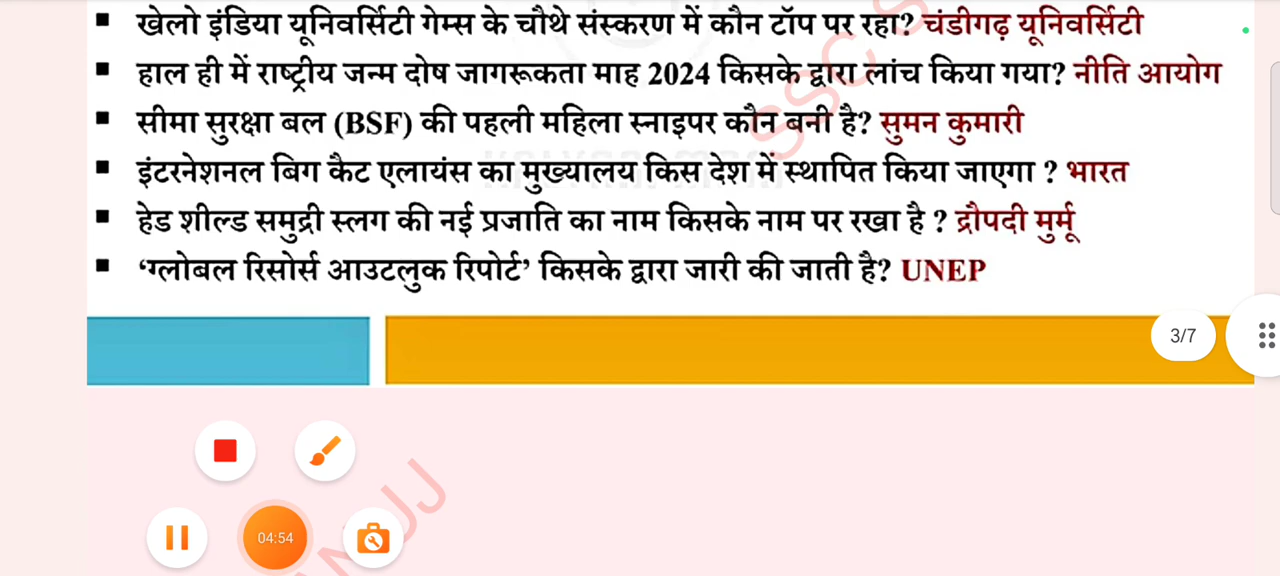 ▪ खेलो इंडिया यूनिवर्सिटी गेम्स के चौथे संस्करण में कौन टॉप पर रहा? चंडीगढ़ यूनिवर्सिटी
▪ हाल ही में राष्ट्रीय जन्म दोष जागरूकता माह 2024 किसके द्वारा लांच किया गया? नीति आयोग
▪ सीमा सुरक्षा बल (BSF) की पहली महिला स्नाइपर कौन बनी है? सुमन कुमारी
▪ इंटरनेशनल बिग कैट एलायंस का मुख्यालय किस देश में स्थापित किया जाएगा ? भारत
▪ हेड शील्ड समुद्री स्लग की नई प्रजाति का नाम किसके नाम पर रखा है ? द्रौपदी मुर्मू
▪ ‘ग्लोबल रिसोर्स आउटलुक रिपोर्ट’ किसके द्वारा जारी की जाती है? UNEP
3/7
04:54
SSC S